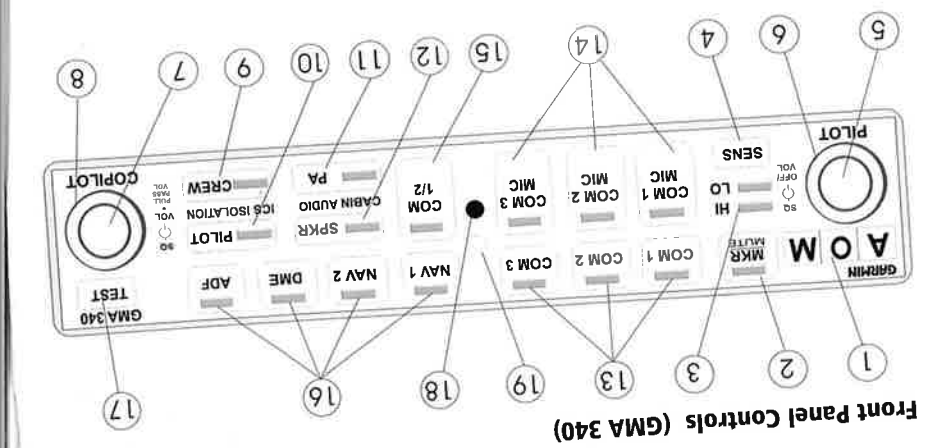 Front Panel Controls (GMA 340)
1 2 3 13 19 18 16 17
GARMIN
GMA 340
A O M
MKR
MUTE
COM 1
COM 2
COM 3
NAV 1
NAV 2
DME
ADF
TEST
HI
LO
SENS
SQ
OFF/
VOL
PILOT
COM 1
MIC
COM 2
MIC
COM 3
MIC
COM
1/2
SPKR
CABIN AUDIO
PA
PILOT
ICS ISOLATION
CREW
SQ
VOL
PULL
PASS
VOL
COPILOT
5 6 4 14 15 12 11 10 9 7 8